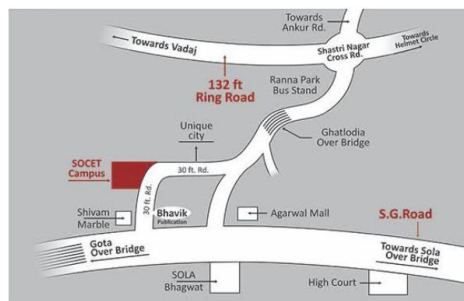 Towards
Ankur Rd.
Towards Vadaj
Shastri Nagar
Cross Rd.
Towards
Helmet Circle
132 ft
Ring Road
Ranna Park
Bus Stand
Unique
city
Ghatlodia
Over Bridge
SOCET
Campus
30 ft. Rd.
30 ft. Rd.
Shivam
Marble
Bhavik
Publication
Agarwal Mall
S.G.Road
Gota
Over Bridge
Towards Sola
Over Bridge
SOLA
Bhagwat
High Court